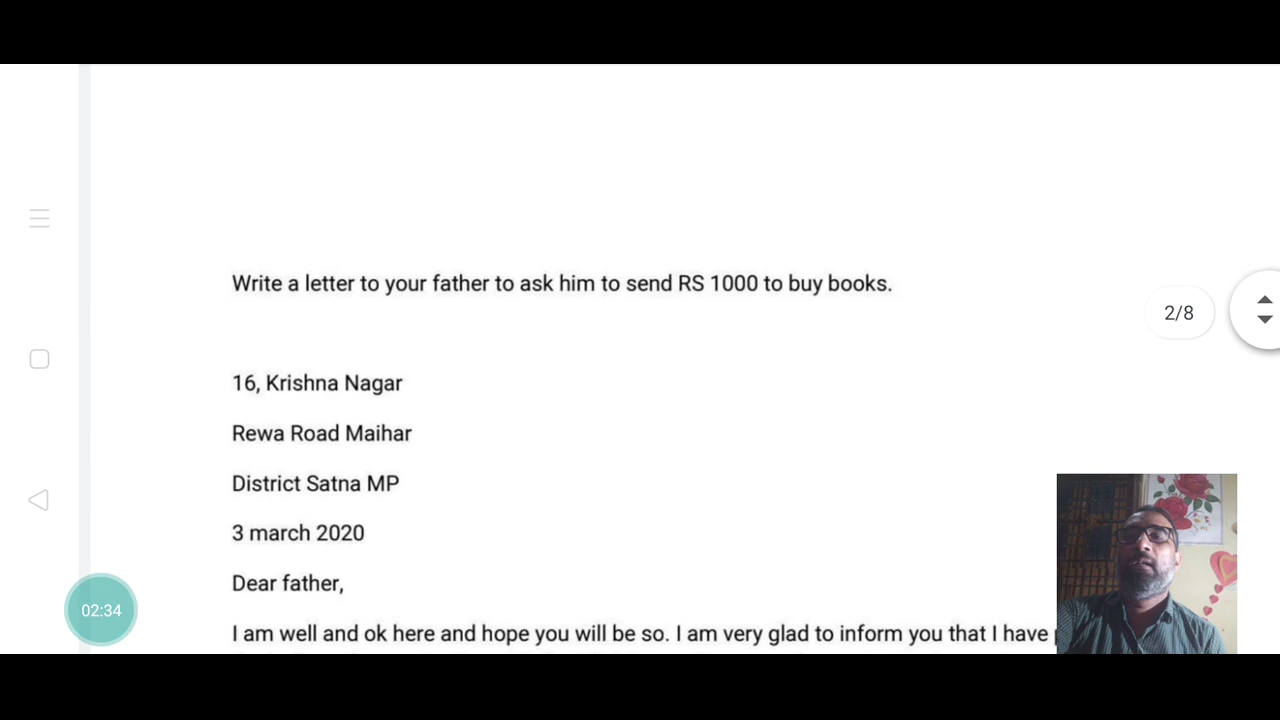 Write a letter to your father to ask him to send RS 1000 to buy books.
2/8
16, Krishna Nagar
Rewa Road Maihar
District Satna MP
3 march 2020
Dear father,
02:34
I am well and ok here and hope you will be so. I am very glad to inform you that I have